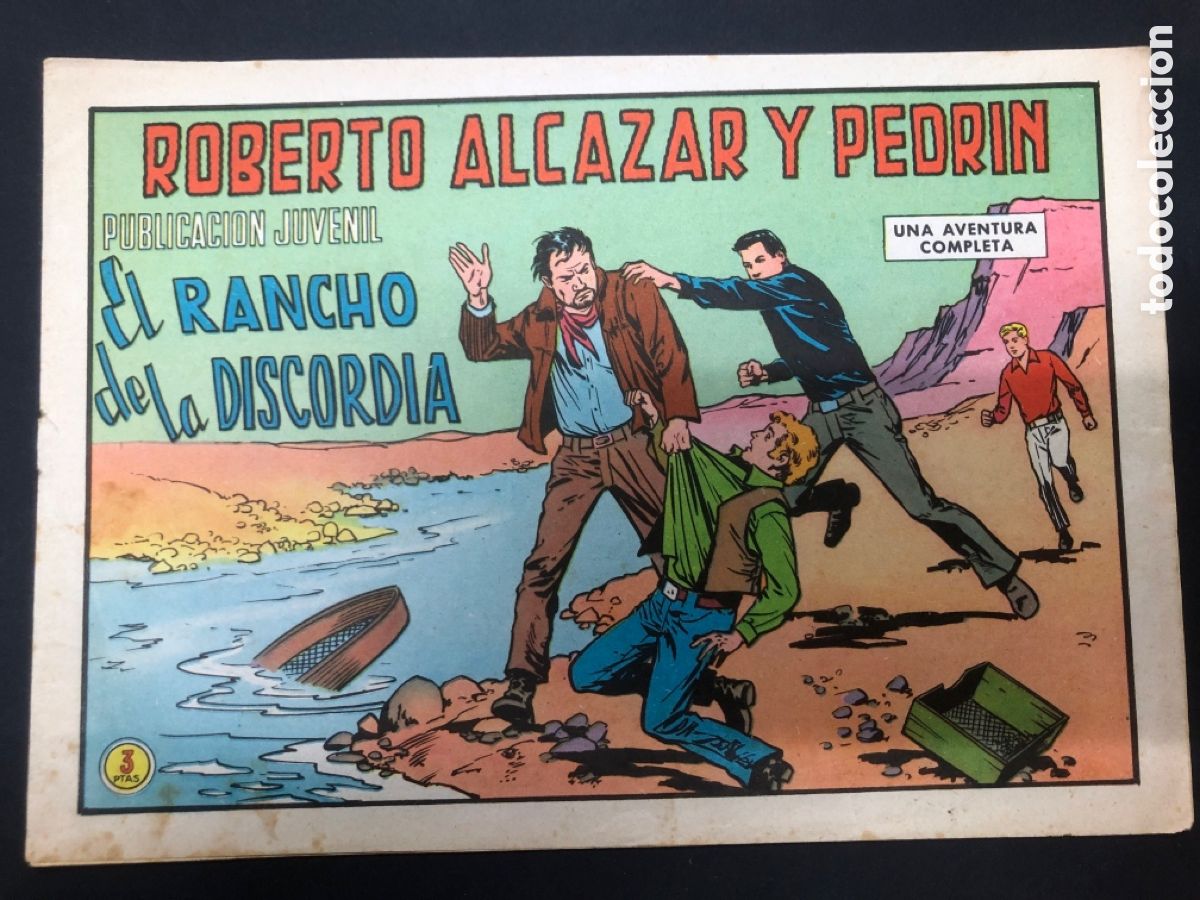 ROBERTO ALCAZAR Y PEDRIN
PUBLICACION JUVENIL
UNA AVENTURA
COMPLETA
El RANCHO
de la DISCORDIA
3
PTAS.
todocoleccion